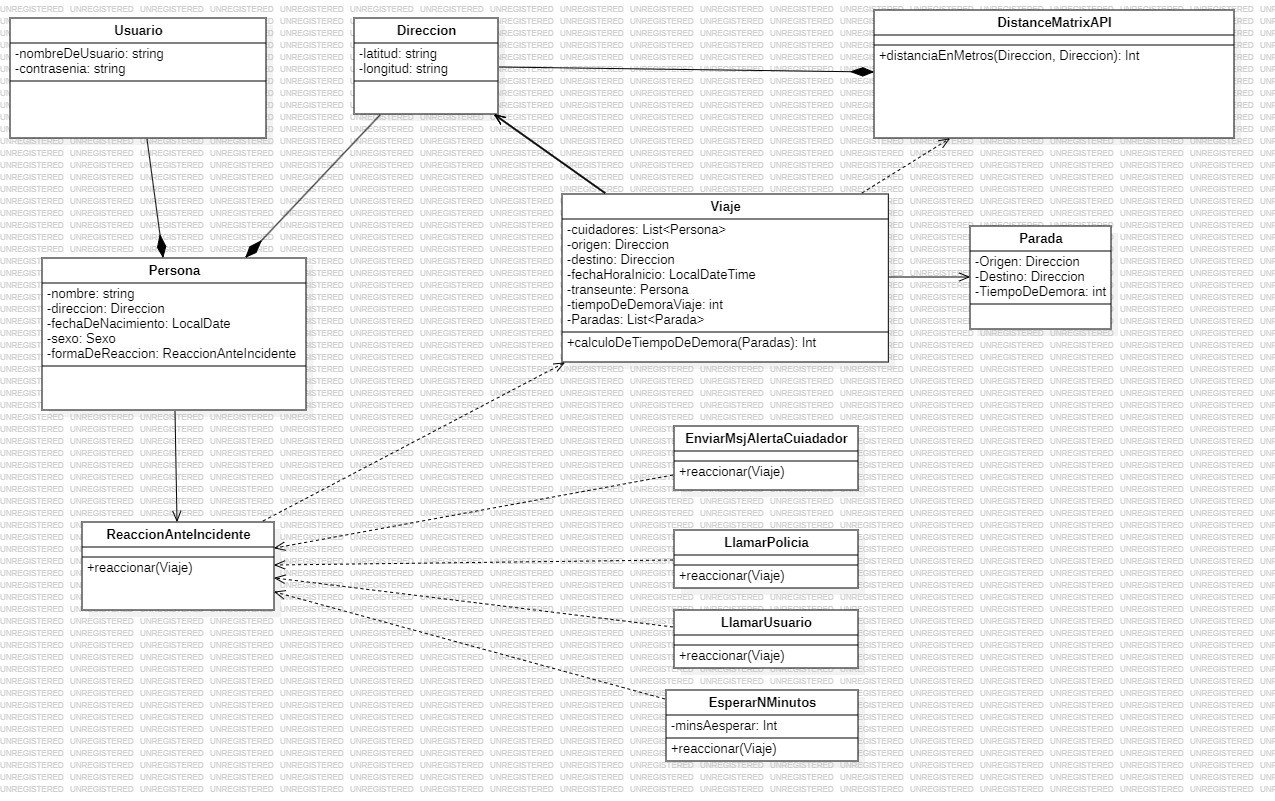 Usuario
-nombreDeUsuario: string
-contrasenia: string
Direccion
-latitud: string
-longitud: string
DistanceMatrixAPI
+distanciaEnMetros(Direccion, Direccion): Int
Viaje
-cuidadores: List<Persona>
-origen: Direccion
-destino: Direccion
-fechaHoraInicio: LocalDateTime
-transeunte: Persona
-tiempoDeDemoraViaje: int
-Paradas: List<Parada>
+calculoDeTiempoDeDemora(Paradas): Int
Parada
-Origen: Direccion
-Destino: Direccion
-TiempoDeDemora: int
Persona
-nombre: string
-direccion: Direccion
-fechaDeNacimiento: LocalDate
-sexo: Sexo
-formaDeReaccion: ReaccionAnteIncidente
EnviarMsjAlertaCuiadador
+reaccionar(Viaje)
ReaccionAnteIncidente
+reaccionar(Viaje)
LlamarPolicia
+reaccionar(Viaje)
LlamarUsuario
+reaccionar(Viaje)
EsperarNMinutos
-minsAesperar: Int
+reaccionar(Viaje)
UNREGISTERED